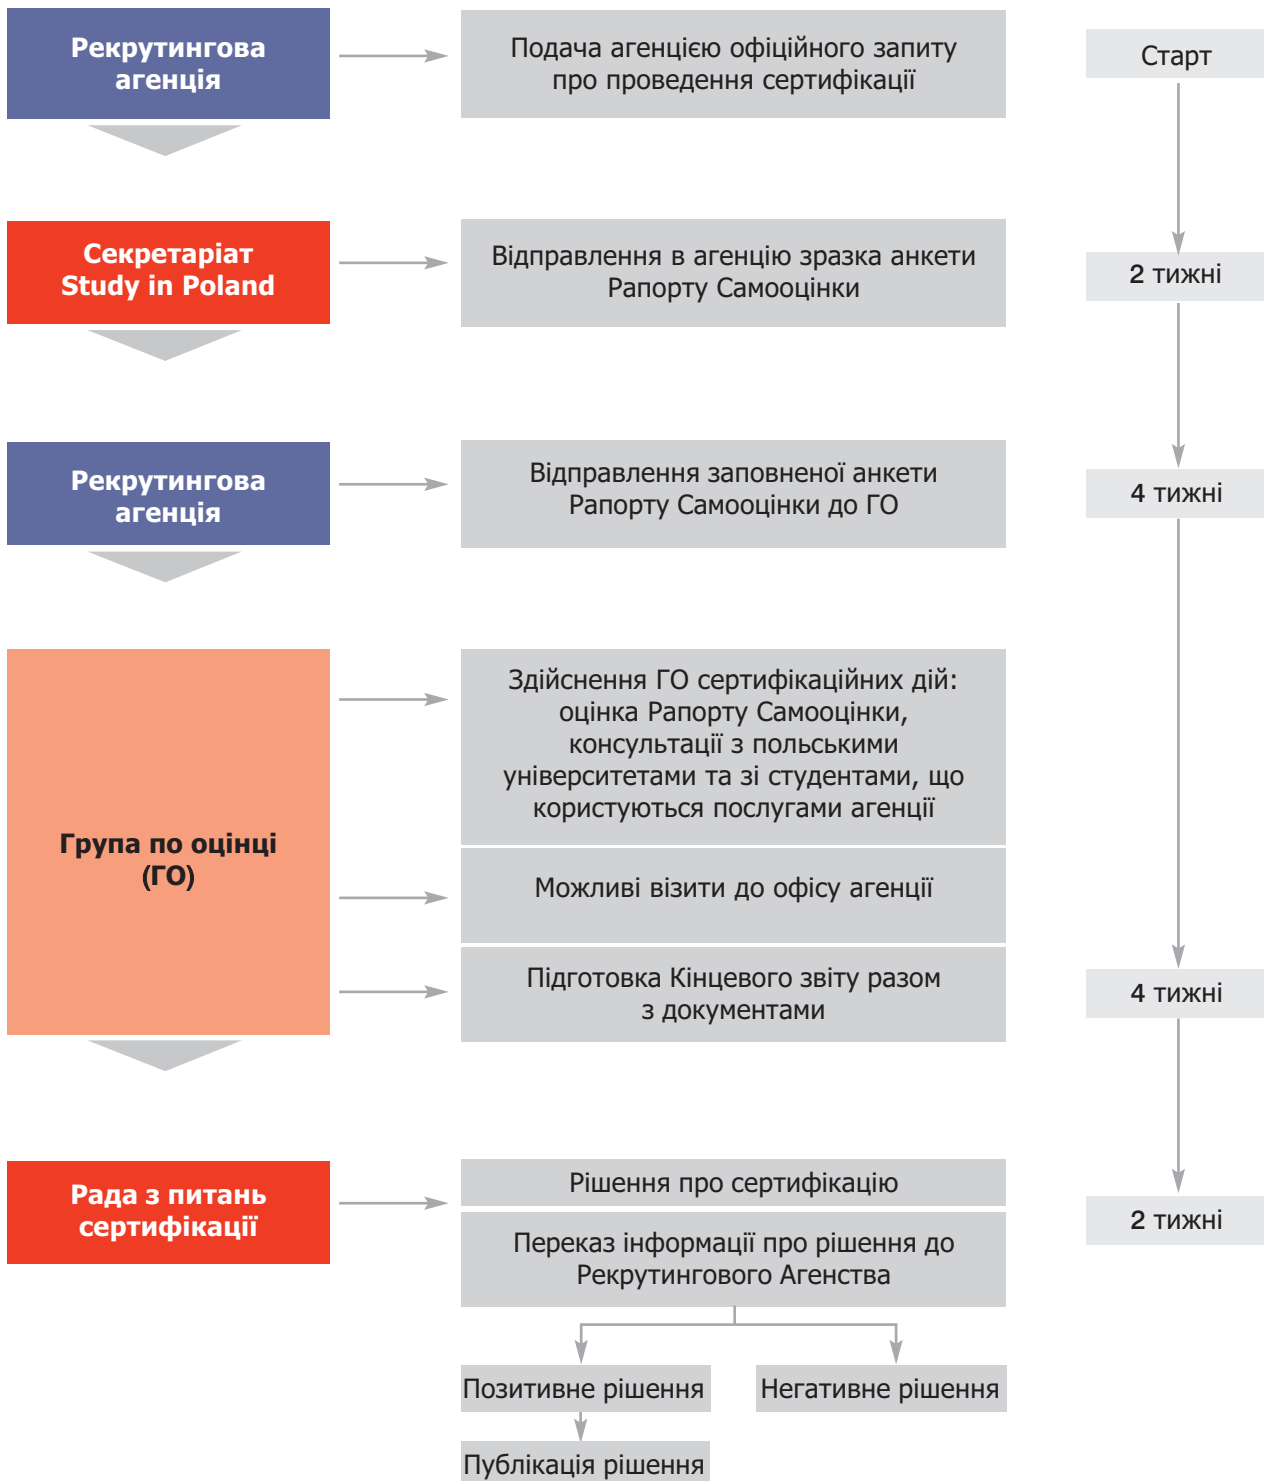 Рекрутингова
агенція
Подача агенцією офіційного запиту
про проведення сертифікації
Старт
Секретаріат
Study in Poland
Відправлення в агенцію зразка анкети
Рапорту Самооцінки
2 тижні
Рекрутингова
агенція
Відправлення заповненої анкети
Рапорту Самооцінки до ГО
4 тижні
Група по оцінці
(ГО)
Здійснення ГО сертифікаційних дій:
оцінка Рапорту Самооцінки,
консультації з польськими
університетами та зі студентами, що
користуються послугами агенції
Можливі візити до офісу агенції
Підготовка Кінцевого звіту разом
з документами
4 тижні
Рада з питань
сертифікації
Рішення про сертифікацію
Переказ інформації про рішення до
Рекрутингового Агенства
2 тижні
Позитивне рішення
Негативне рішення
Публікація рішення